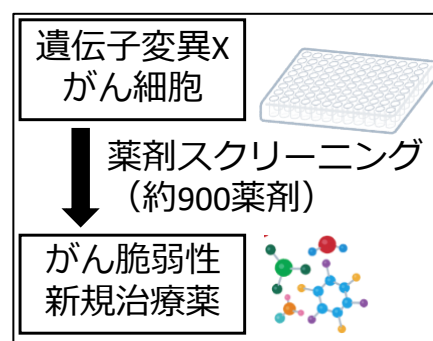 遺伝子変異X
がん細胞
薬剤スクリーニング
（約900薬剤）
がん脆弱性
新規治療薬